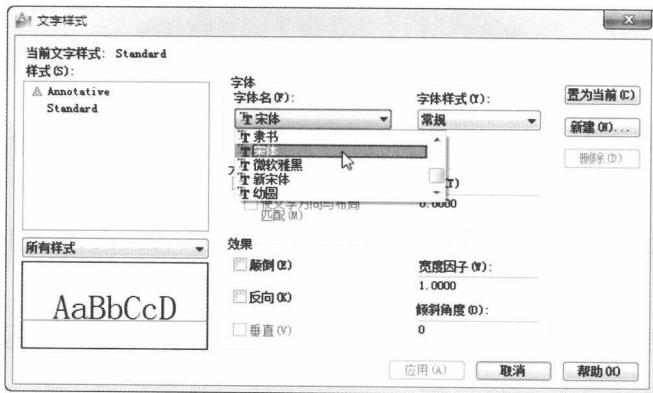 文字样式
当前文字样式: Standard
样式(S):
Annotative
Standard
所有样式
AaBbCcD
字体
字体名(F):
宋体
隶书
宋体
微软雅黑
新宋体
幼圆
使文字方向与布局
匹配(M)
字体样式(Y):
常规
(T)
0.0000
效果
颠倒(E)
反向(K)
垂直(V)
宽度因子(W):
1.0000
倾斜角度(O):
0
置为当前(C)
新建(N)...
删除(D)
应用(A)
取消
帮助(H)